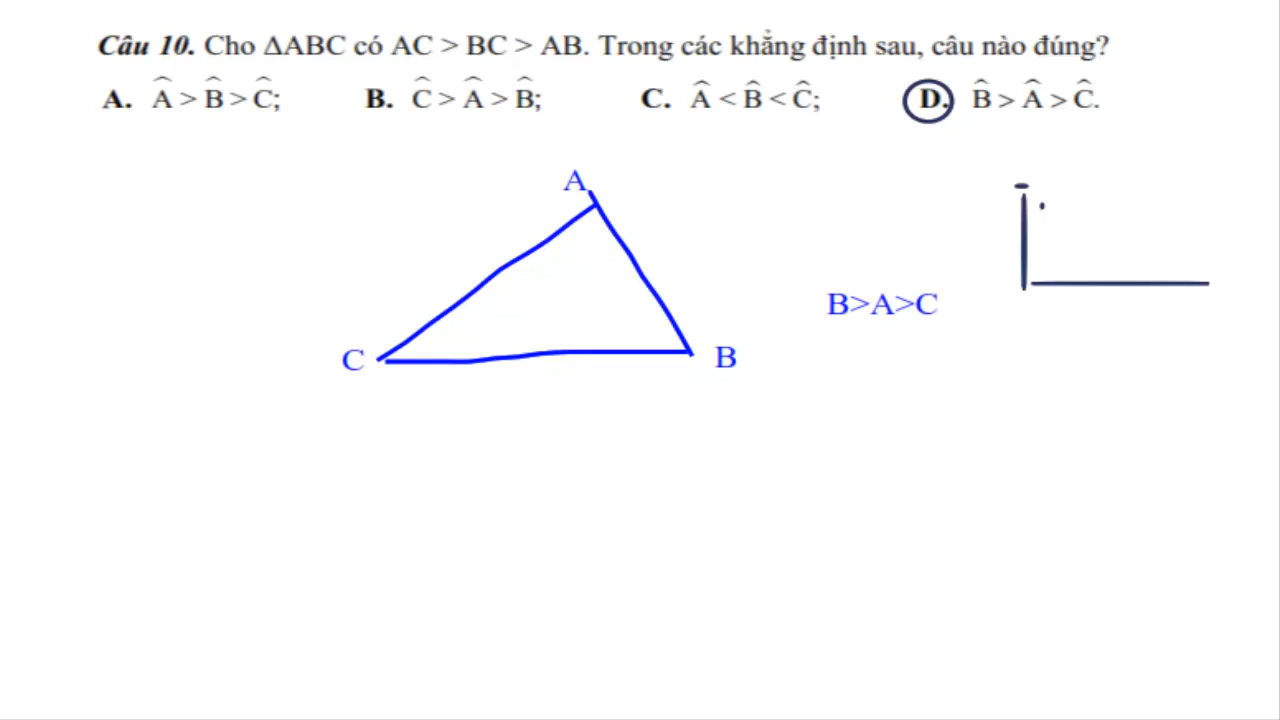 Câu 10. Cho ΔABC có AC > BC > AB. Trong các khẳng định sau, câu nào đúng?
A. Â > B̂ > Ĉ; B. Ĉ > Â > B̂; C. Â < B̂ < Ĉ; D. B̂ > Â > Ĉ.
A
B>A>C
C
B